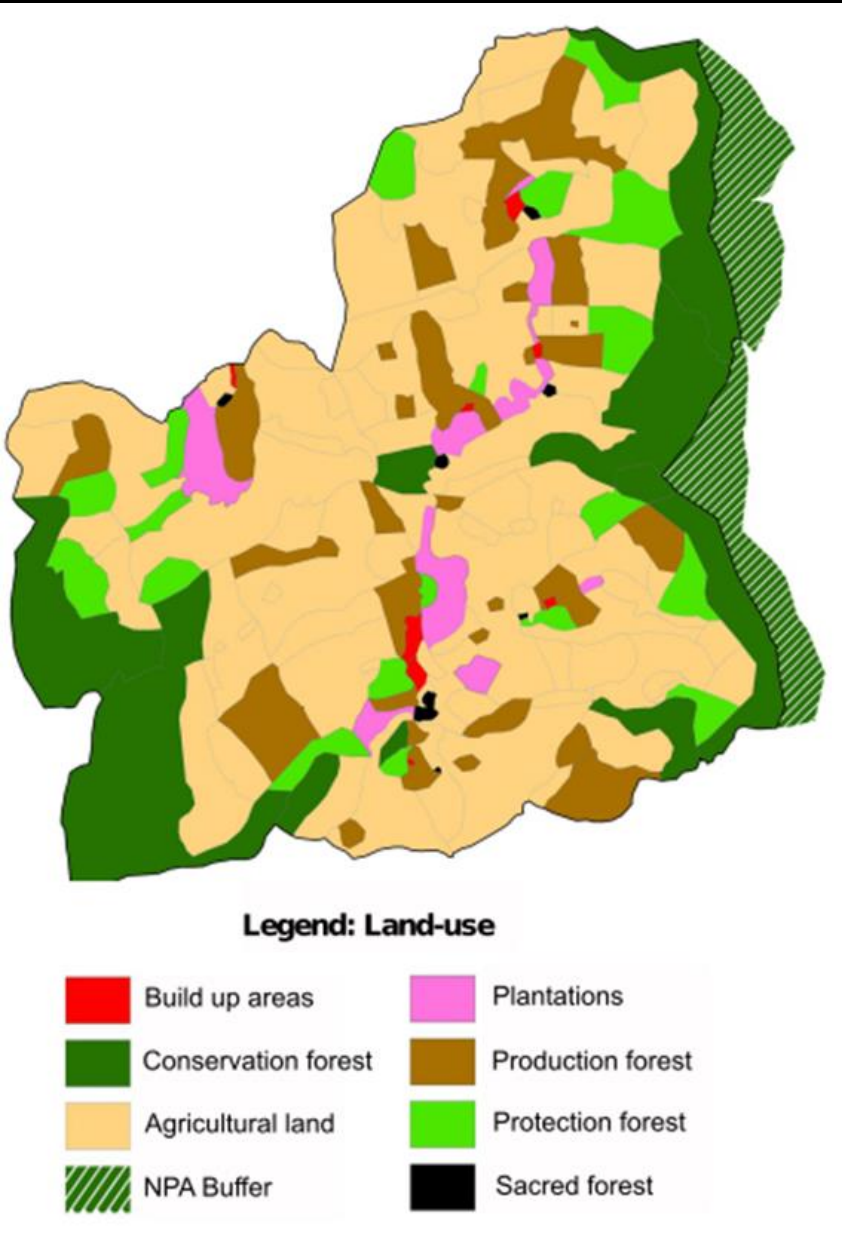 Legend: Land-use
Build up areas
Plantations
Conservation forest
Production forest
Agricultural land
Protection forest
NPA Buffer
Sacred forest